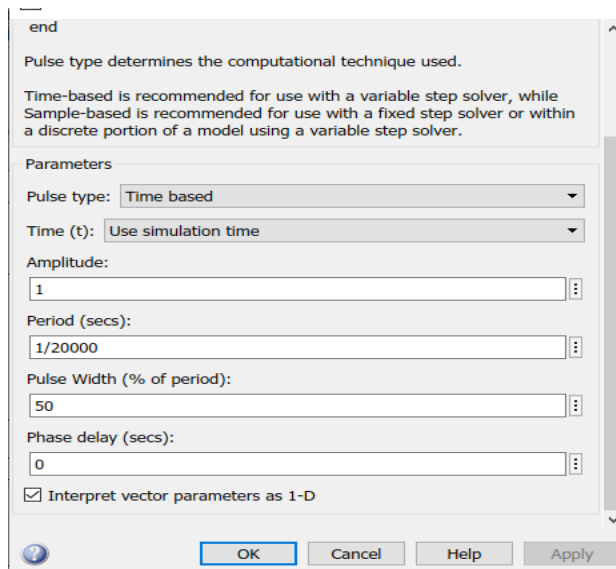 end
Pulse type determines the computational technique used.
Time-based is recommended for use with a variable step solver, while
Sample-based is recommended for use with a fixed step solver or within
a discrete portion of a model using a variable step solver.
Parameters
Pulse type: Time based
Time (t): Use simulation time
Amplitude:
1
Period (secs):
1/20000
Pulse Width (% of period):
50
Phase delay (secs):
0
Interpret vector parameters as 1-D
? OK Cancel Help Apply